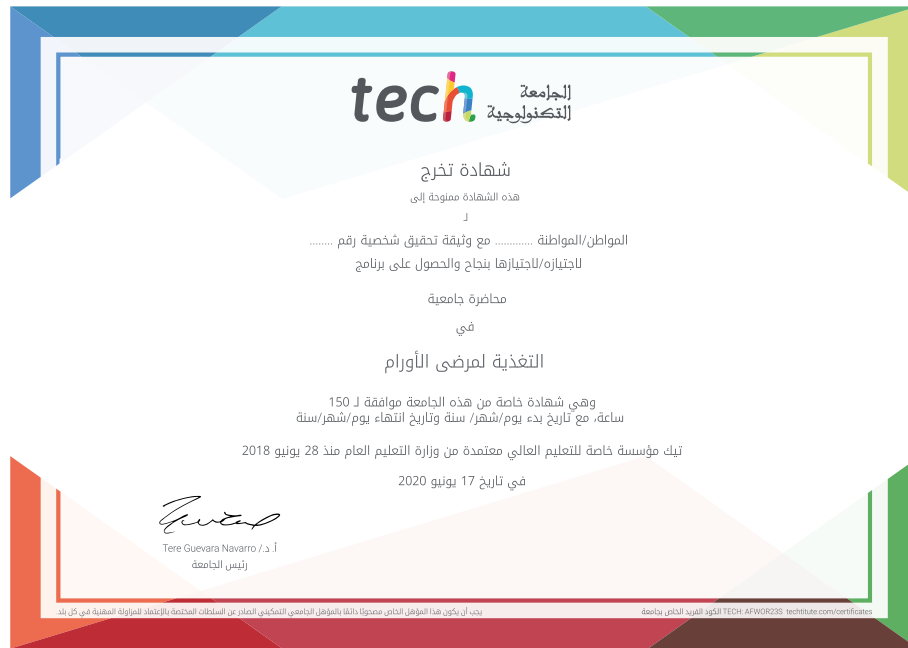 tech الجامعة
التكنولوجية
شهادة تخرج
هذه الشهادة ممنوحة إلى
لـ
المواطن/المواطنة ............ مع وثيقة تحقيق شخصية رقم ........
لاجتيازه/لاجتيازها بنجاح والحصول على برنامج
محاضرة جامعية
في
التغذية لمرضى الأورام
وهي شهادة خاصة من هذه الجامعة موافقة لـ 150
ساعة، مع تاريخ بدء يوم/شهر/ سنة وتاريخ انتهاء يوم/شهر/سنة
تيك مؤسسة خاصة للتعليم العالي معتمدة من وزارة التعليم العام منذ 28 يونيو 2018
في تاريخ 17 يونيو 2020
أ.د./ Tere Guevara Navarro
رئيس الجامعة
يجب أن يكون هذا المؤهل الخاص مصحوبًا دائمًا بالمؤهل الجامعي التمكيني الصادر عن السلطات المختصة بالإعتماد للمزاولة المهنية في كل بلد.
الكود الفريد الخاص بجامعة TECH: AFWOR23S techtitute.com/certificates